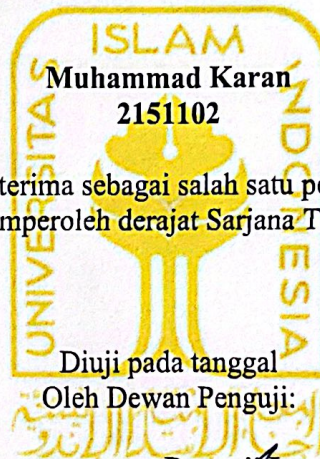 ISLAM
UNIVERSITAS
INDONESIA
Muhammad Karan
2151102
terima sebagai salah satu pe
mperoleh derajat Sarjana T
Diuji pada tanggal
Oleh Dewan Penguji: